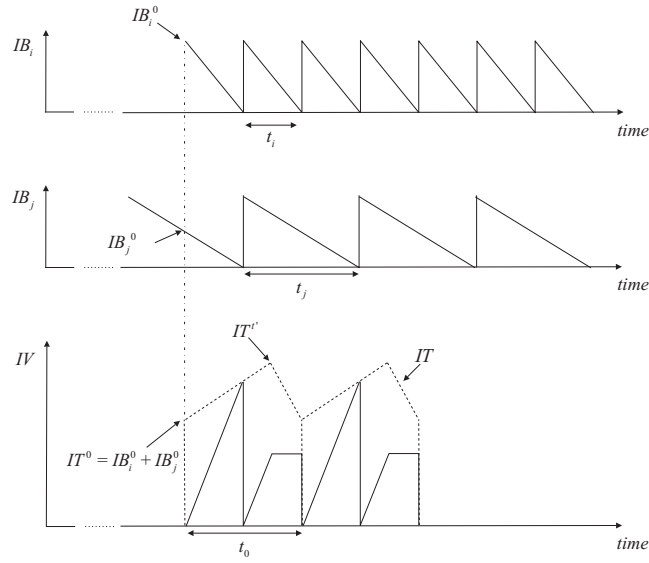 IB_i^0
IB_i
time
t_i
IB_j
IB_j^0
time
t_j
IV
IT^{t'}
IT
IT^0 = IB_i^0 + IB_j^0
time
t_0